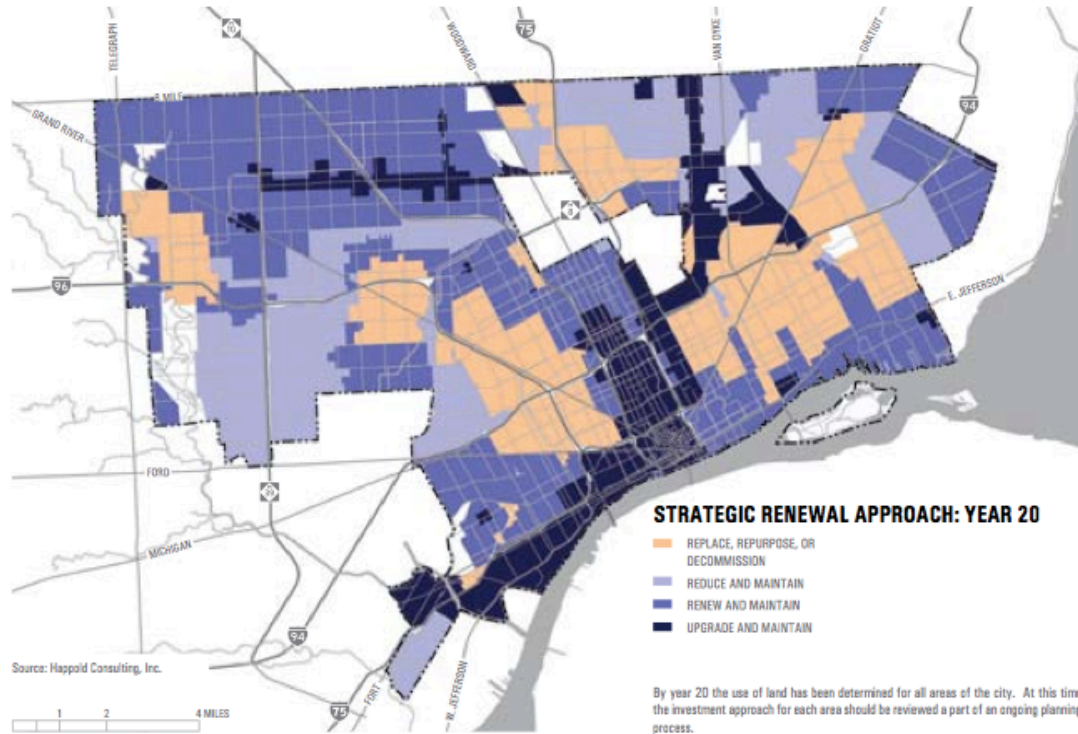 TELEGRAPH
10
WOODWARD
75
VAN DYKE
GRATIOT
8 MILE
94
GRAND RIVER
8
96
E. JEFFERSON
FORD
39
MICHIGAN
STRATEGIC RENEWAL APPROACH: YEAR 20
REPLACE, REPURPOSE, OR
DECOMMISSION
REDUCE AND MAINTAIN
RENEW AND MAINTAIN
UPGRADE AND MAINTAIN
94
Source: Happold Consulting, Inc.
FORT
W. JEFFERSON
75
1 2 4 MILES
By year 20 the use of land has been determined for all areas of the city. At this time
the investment approach for each area should be reviewed a part of an ongoing planning
process.